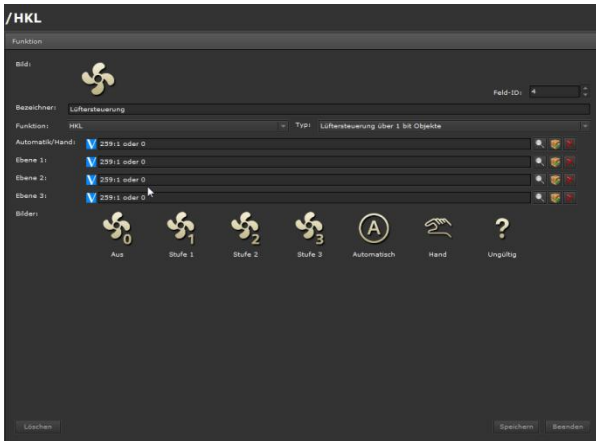 /HKL
Funktion
Bild:
Feld-ID: 4
Bezeichner: Lüftersteuerung
Funktion: HKL Typ: Lüftersteuerung über 1 bit Objekte
Automatik/Hand: V 259:1 oder 0
Ebene 1: V 259:1 oder 0
Ebene 2: V 259:1 oder 0
Ebene 3: V 259:1 oder 0
Bilder:
0 1 2 3 A ?
Aus Stufe 1 Stufe 2 Stufe 3 Automatisch Hand Ungültig
Löschen Speichern Beenden